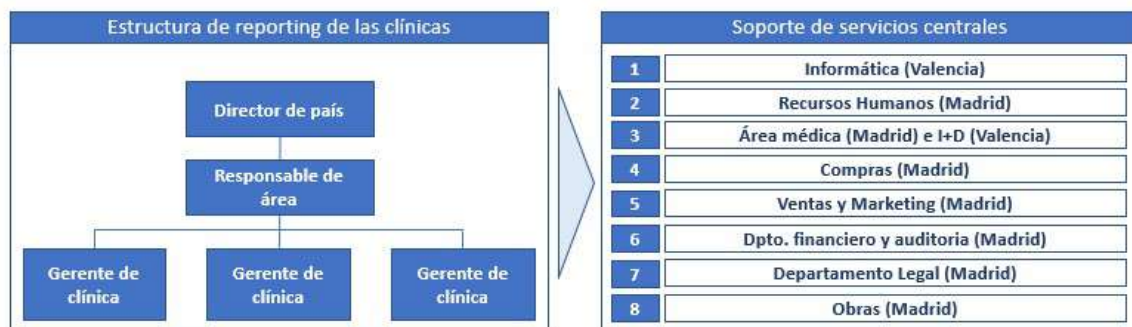 Estructura de reporting de las clínicas
Director de país
Responsable de
área
Gerente de
clínica
Gerente de
clínica
Gerente de
clínica
Soporte de servicios centrales
1 Informática (Valencia)
2 Recursos Humanos (Madrid)
3 Área médica (Madrid) e I+D (Valencia)
4 Compras (Madrid)
5 Ventas y Marketing (Madrid)
6 Dpto. financiero y auditoria (Madrid)
7 Departamento Legal (Madrid)
8 Obras (Madrid)